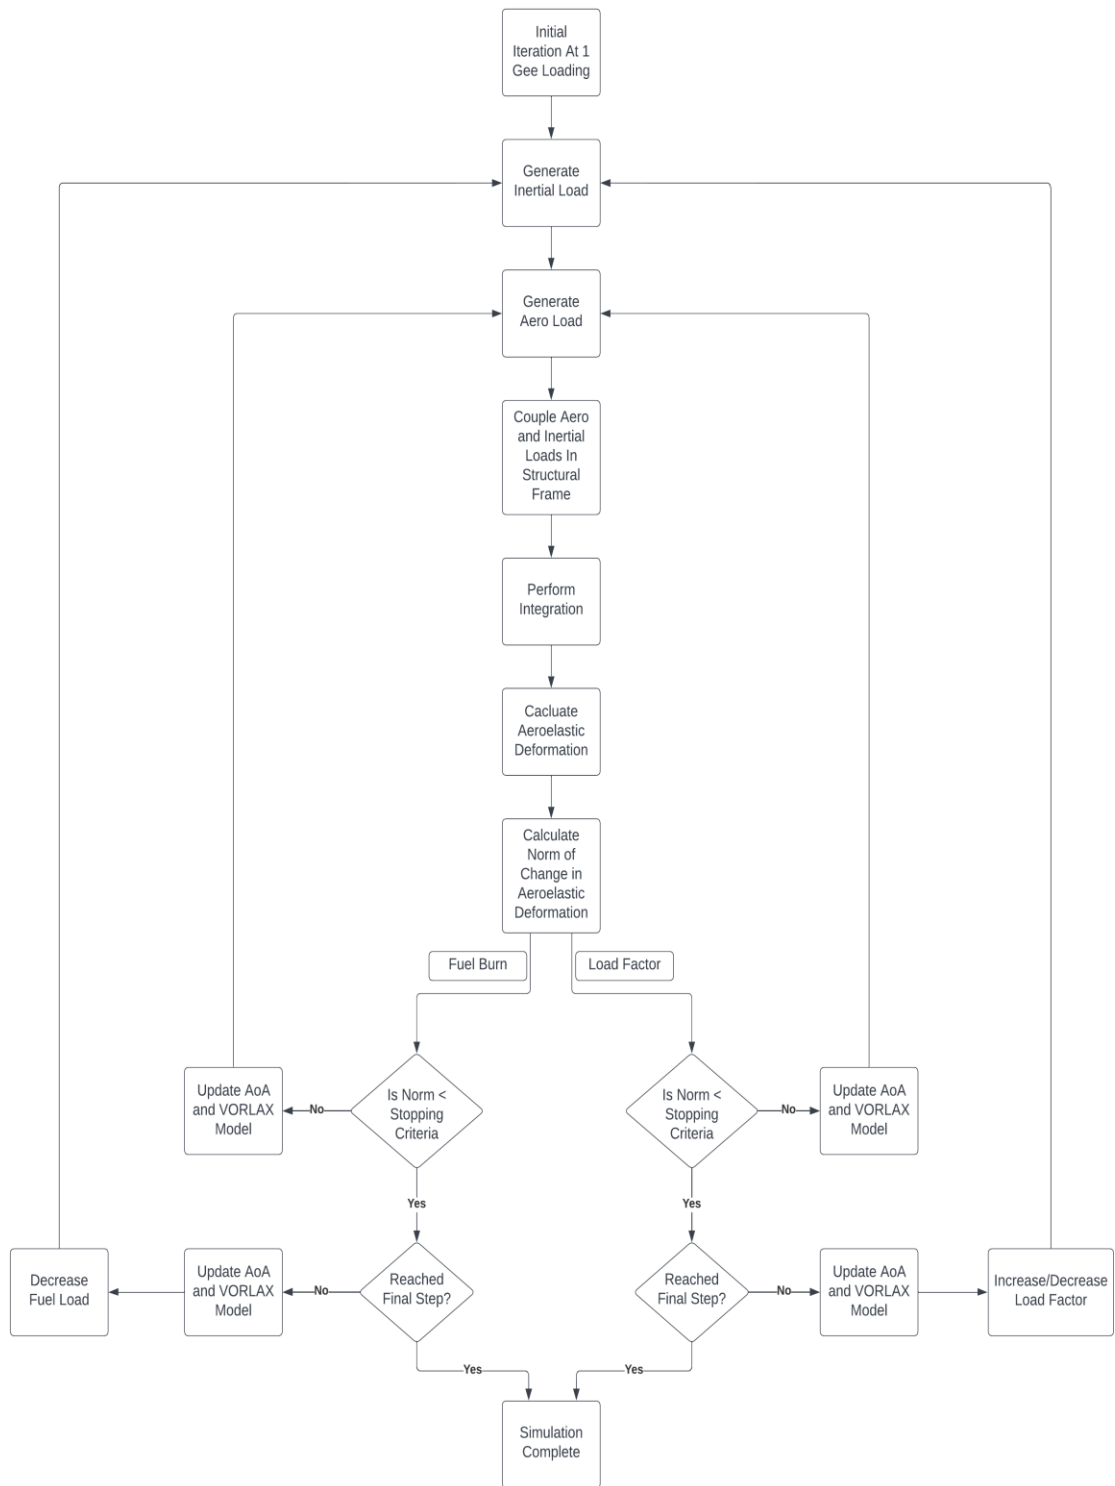 Initial
Iteration At 1
Gee Loading
Generate
Inertial Load
Generate
Aero Load
Couple Aero
and Inertial
Loads In
Structural
Frame
Perform
Integration
Cacluate
Aeroelastic
Deformation
Calculate
Norm of
Change in
Aeroelastic
Deformation
Fuel Burn
Load Factor
Update AoA
and VORLAX
Model
No
Is Norm <
Stopping
Criteria
Is Norm <
Stopping
Criteria
No
Update AoA
and VORLAX
Model
Yes
Yes
Decrease
Fuel Load
Update AoA
and VORLAX
Model
No
Reached
Final Step?
Reached
Final Step?
No
Update AoA
and VORLAX
Model
Increase/Decrease
Load Factor
Yes
Yes
Simulation
Complete